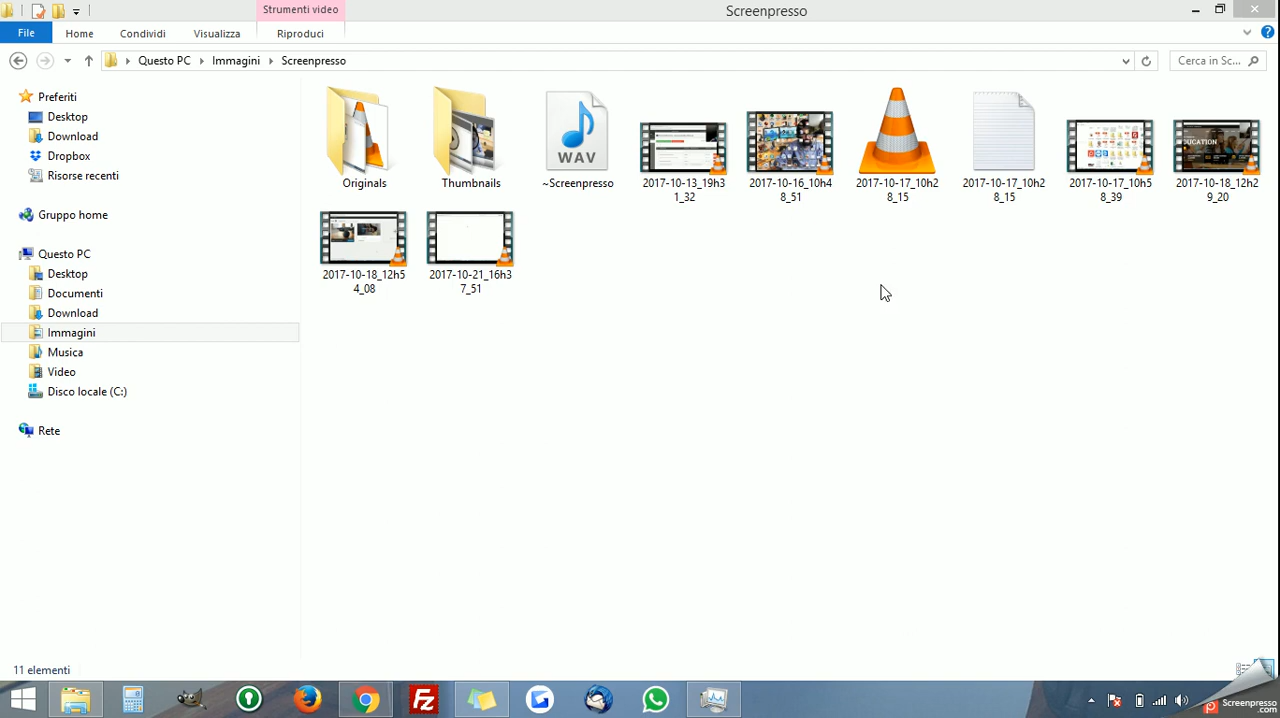 Strumenti video
Screenpresso
File
Home
Condividi
Visualizza
Riproduci
Questo PC
Immagini
Screenpresso
Cerca in Sc...
Preferiti
Desktop
Download
Dropbox
Risorse recenti
Gruppo home
Questo PC
Desktop
Documenti
Download
Immagini
Musica
Video
Disco locale (C:)
Rete
Originals
Thumbnails
WAV
~Screenpresso
2017-10-13_19h3
1_32
2017-10-16_10h4
8_51
2017-10-17_10h2
8_15
2017-10-17_10h2
8_15
2017-10-17_10h5
8_39
UCATION
2017-10-18_12h2
9_20
2017-10-18_12h5
4_08
2017-10-21_16h3
7_51
11 elementi
Fz
Screenpresso
.com